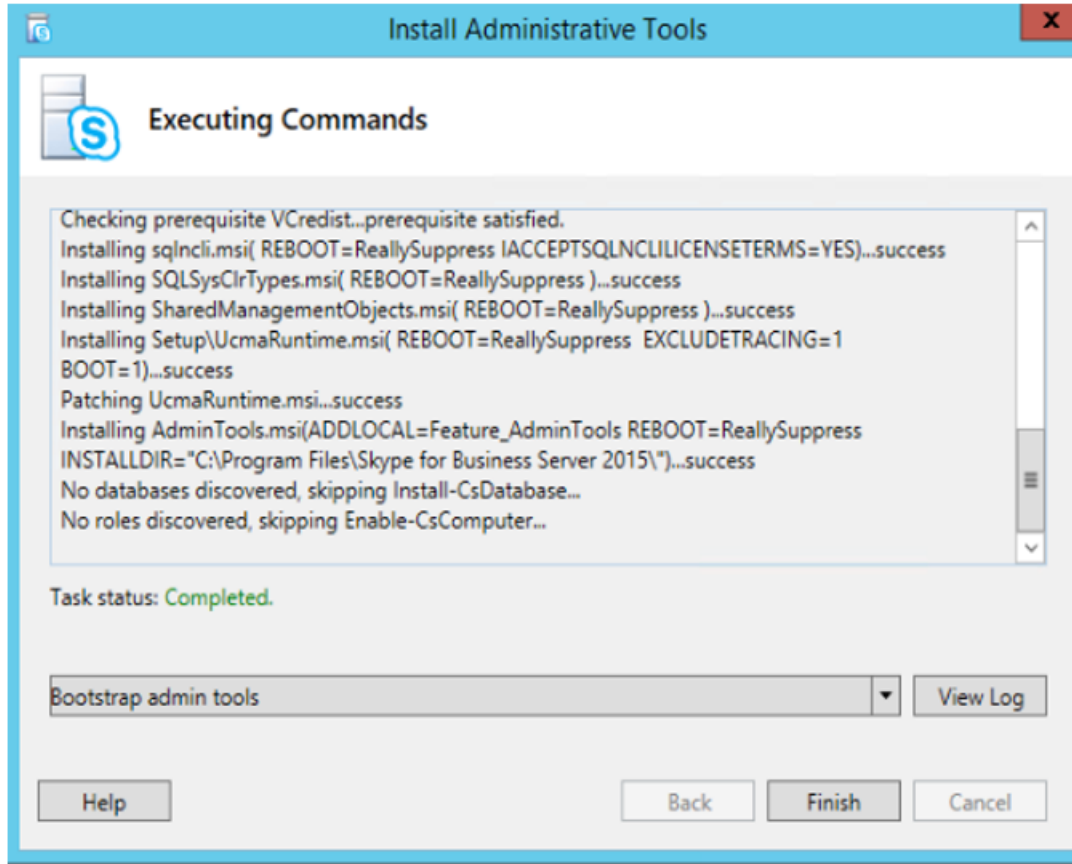 Install Administrative Tools
x
Executing Commands
Checking prerequisite VCredist...prerequisite satisfied.
Installing sqlncli.msi( REBOOT=ReallySuppress IACCEPTSQLNCLILICENSETERMS=YES)...success
Installing SQLSysClrTypes.msi( REBOOT=ReallySuppress )...success
Installing SharedManagementObjects.msi( REBOOT=ReallySuppress )...success
Installing Setup\UcmaRuntime.msi( REBOOT=ReallySuppress  EXCLUDETRACING=1
BOOT=1)...success
Patching UcmaRuntime.msi...success
Installing AdminTools.msi(ADDLOCAL=Feature_AdminTools REBOOT=ReallySuppress
INSTALLDIR="C:\Program Files\Skype for Business Server 2015\")...success
No databases discovered, skipping Install-CsDatabase...
No roles discovered, skipping Enable-CsComputer...
Task status: Completed.
Bootstrap admin tools
View Log
Help
Back
Finish
Cancel